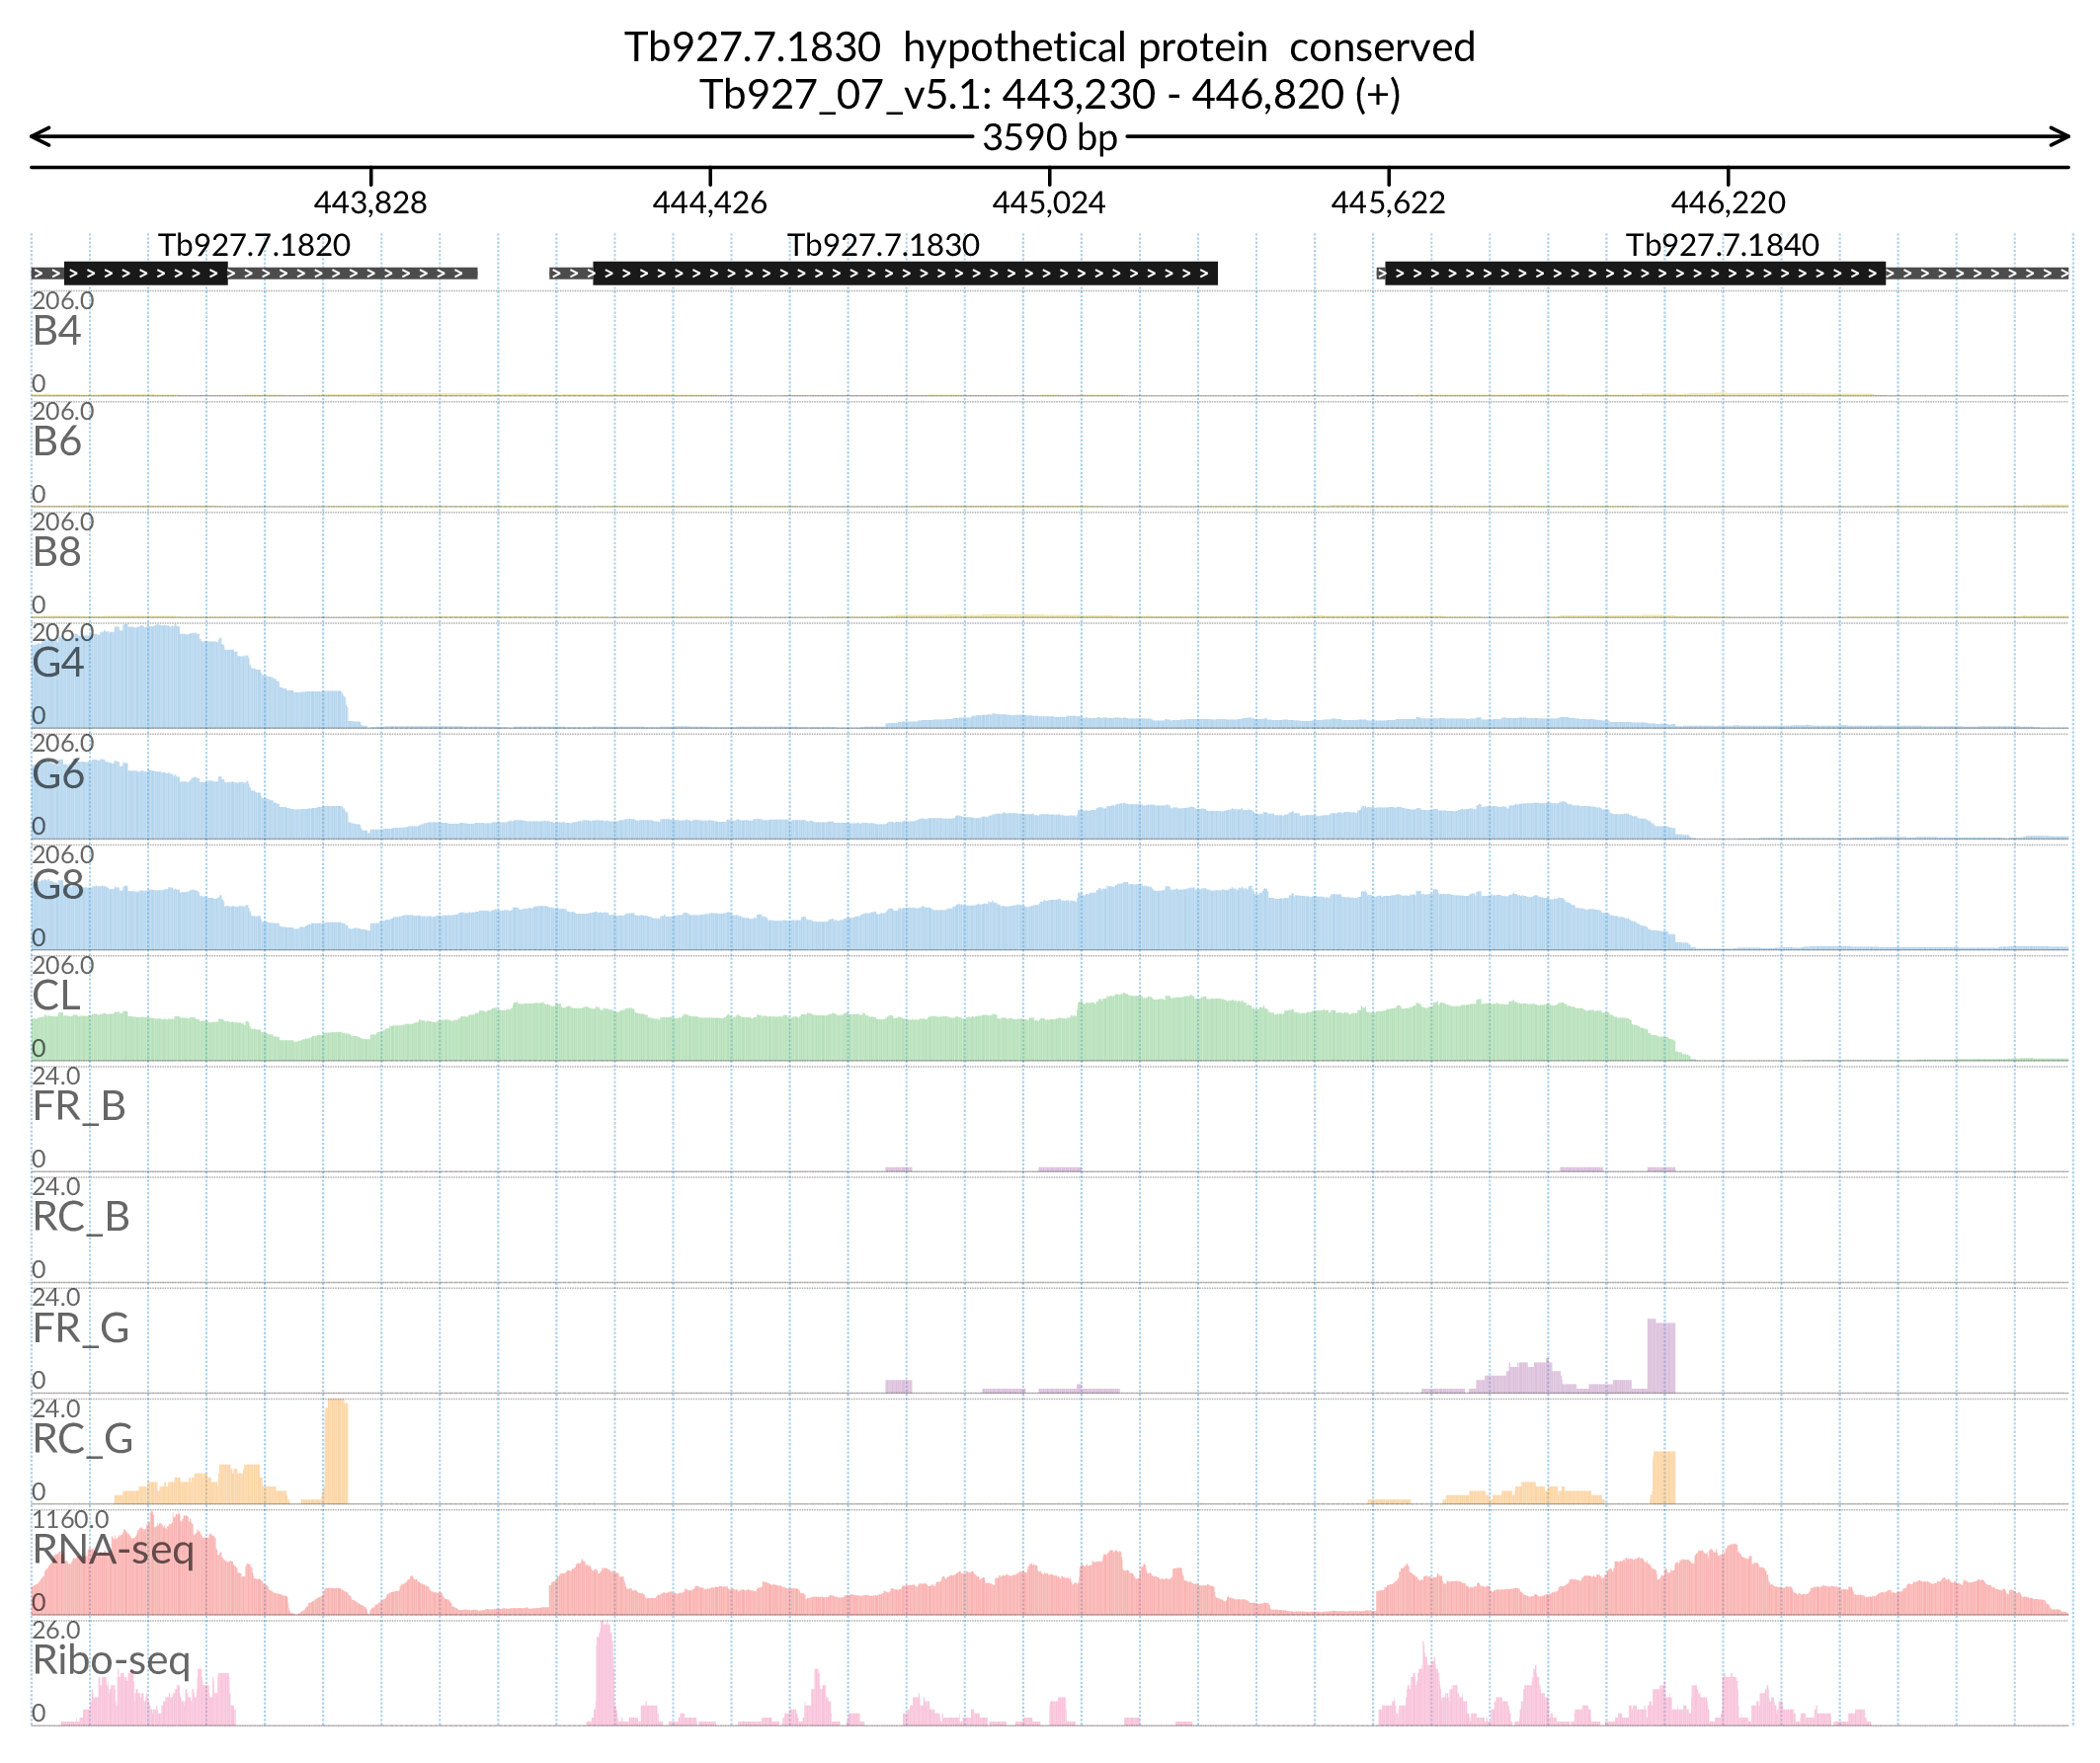 Tb927.7.1830 hypothetical protein conserved
Tb927_07_v5.1: 443,230 - 446,820 (+)
3590 bp
443,828 444,426 445,024 445,622 446,220
Tb927.7.1820 Tb927.7.1830 Tb927.7.1840
206.0
B4
0
206.0
B6
0
206.0
B8
0
206.0
G4
0
206.0
G6
0
206.0
G8
0
206.0
CL
0
24.0
FR_B
0
24.0
RC_B
0
24.0
FR_G
0
24.0
RC_G
0
1160.0
RNA-seq
0
26.0
Ribo-seq
0